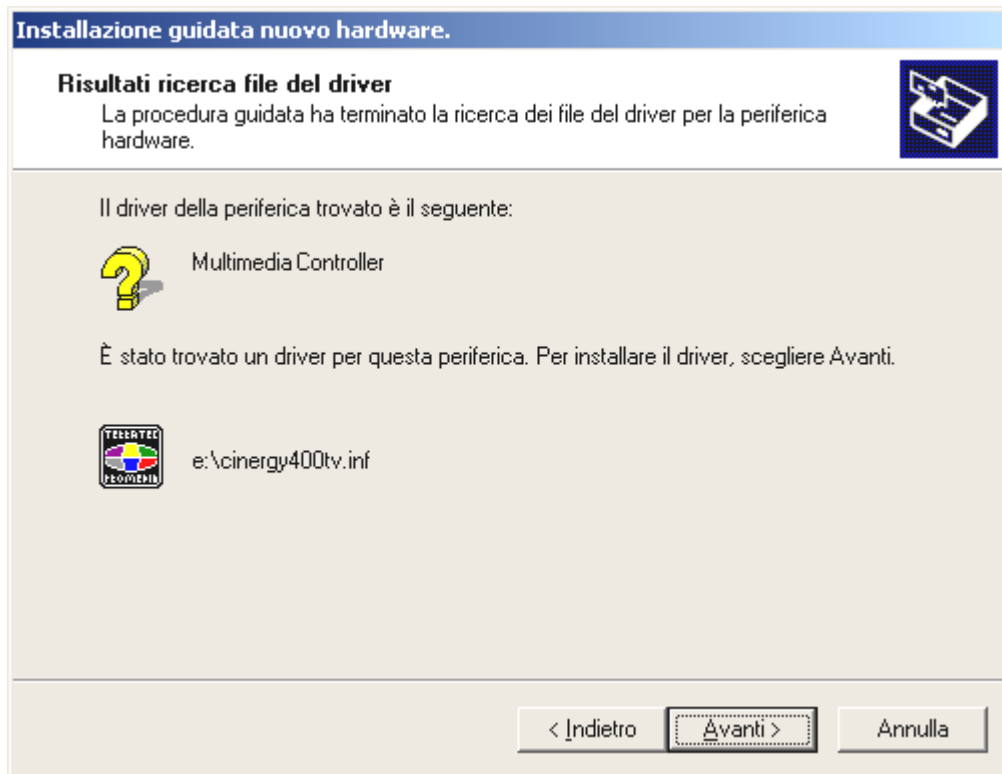 Installazione guidata nuovo hardware.
Risultati ricerca file del driver
La procedura guidata ha terminato la ricerca dei file del driver per la periferica
hardware.
Il driver della periferica trovato è il seguente:
Multimedia Controller
È stato trovato un driver per questa periferica. Per installare il driver, scegliere Avanti.
TERRATEC
PROMEDIA
e:\cinergy400tv.inf
< Indietro
Avanti >
Annulla